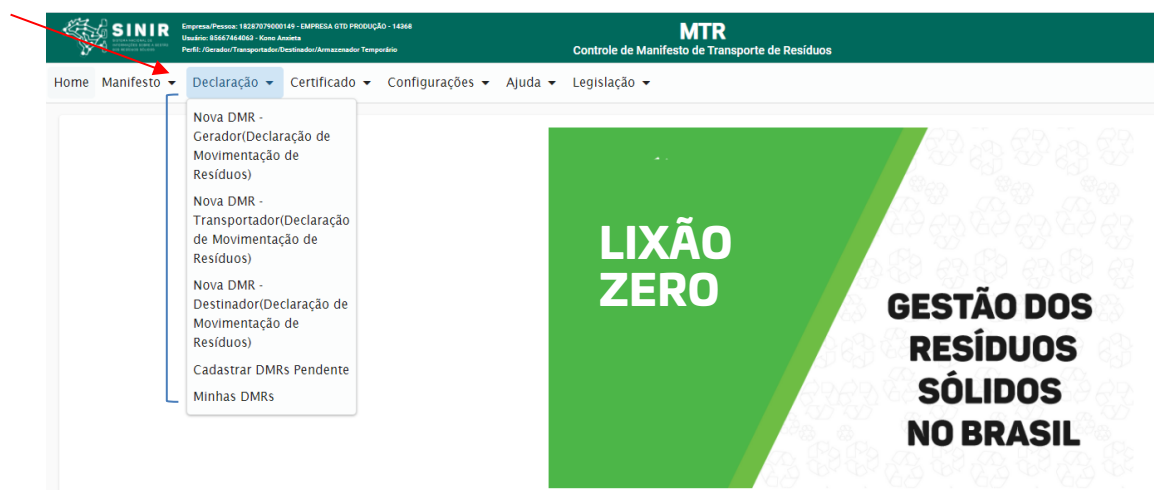 SINIR
Empresa/Pessoa: 18287079000149 - EMPRESA GTD PRODUÇÃO - 14368
Usuário: 85667464063 - Kono Anxieta
Perfil: /Gerador/Transportador/Destinador/Armazenador Temporário
MTR
Controle de Manifesto de Transporte de Resíduos
Home Manifesto Declaração Certificado Configurações Ajuda Legislação
Nova DMR -
Gerador(Declaração de
Movimentação de
Resíduos)
Nova DMR -
Transportador(Declaração
de Movimentação de
Resíduos)
Nova DMR -
Destinador(Declaração de
Movimentação de
Resíduos)
Cadastrar DMRs Pendente
Minhas DMRs
LIXÃO
ZERO
GESTÃO DOS
RESÍDUOS
SÓLIDOS
NO BRASIL